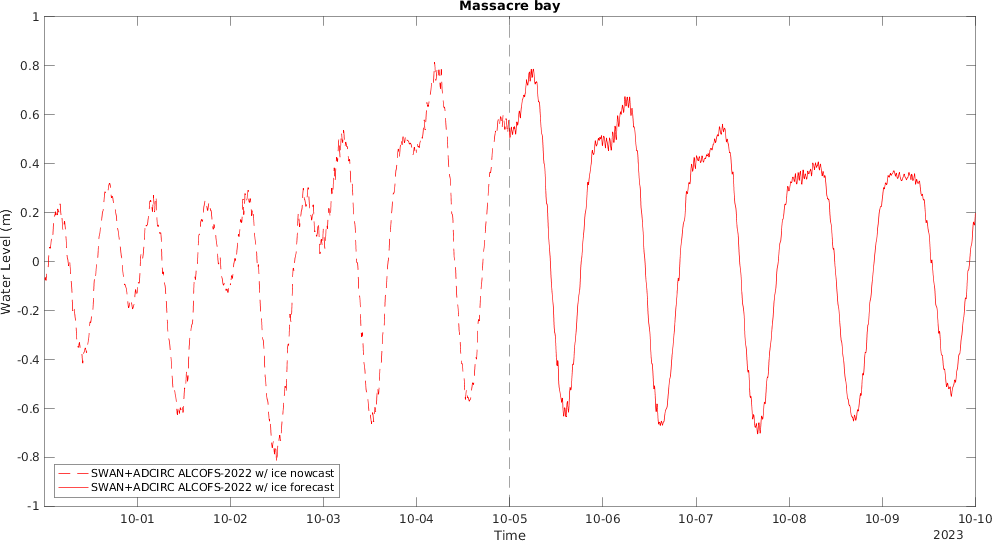 Massacre bay
1
0.8
0.6
0.4
0.2
0
-0.2
-0.4
-0.6
-0.8
-1
Water Level (m)
SWAN+ADCIRC ALCOFS-2022 w/ ice nowcast
SWAN+ADCIRC ALCOFS-2022 w/ ice forecast
10-01 10-02 10-03 10-04 10-05 10-06 10-07 10-08 10-09 10-10
Time
2023